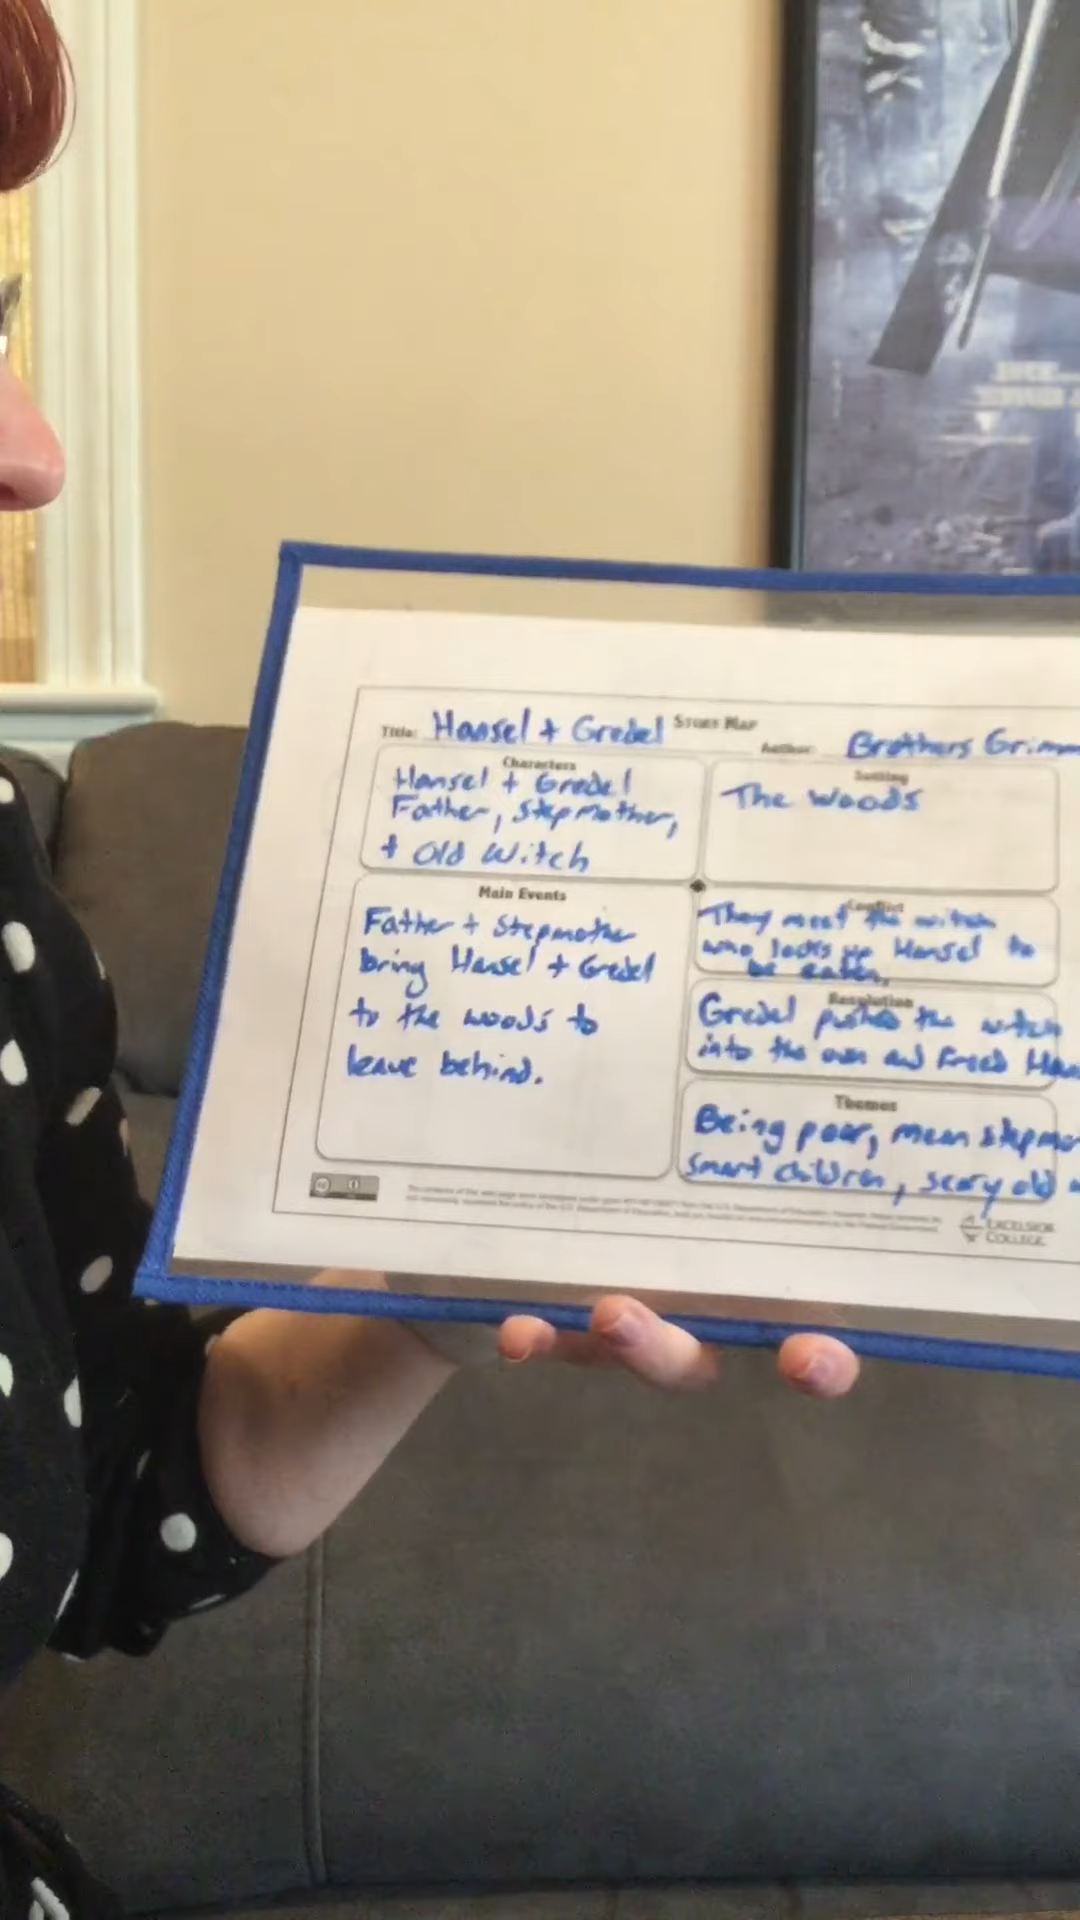 STORY MAP
Title: Hansel + Gredel
Author: Brothers Grimm
Characters
Hansel + Gredel
Father, Stepmother,
+ Old Witch
Setting
The Woods
Main Events
Father + Stepmother
bring Hansel + Gredel
to the woods to
leave behind.
Conflict
They meet the witch
who locks up Hansel to
be eaten.
Resolution
Gredel pushes the witch
into the oven and freed
Themes
Being poor, mean
smart children, scary old
EXCELSIOR
COLLEGE